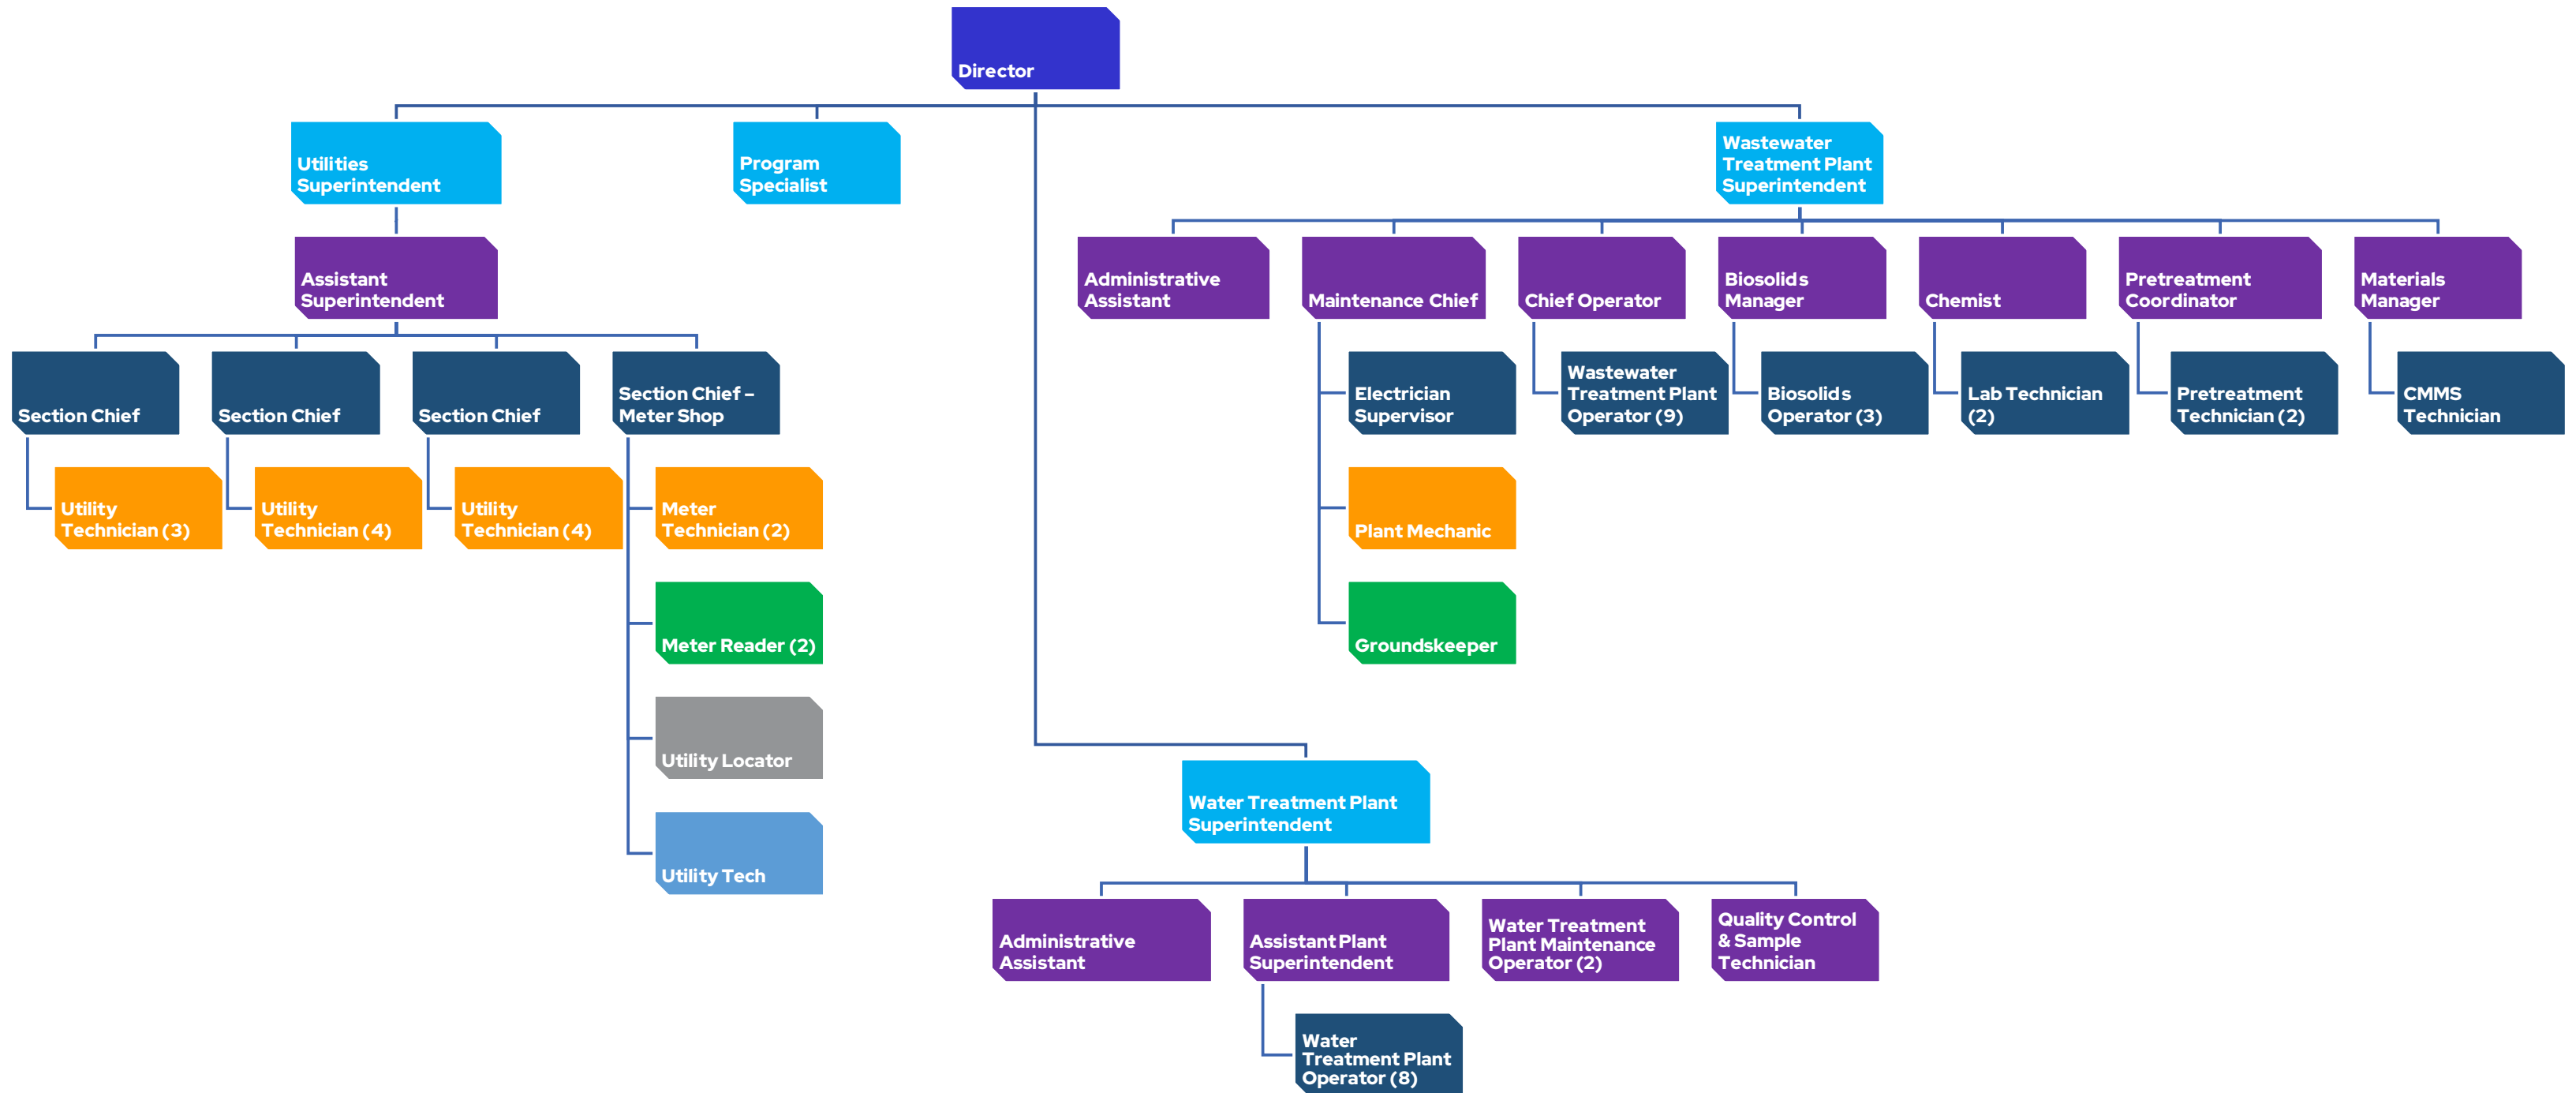 Director
Utilities
Superintendent
Program
Specialist
Wastewater
Treatment Plant
Superintendent
Assistant
Superintendent
Administrative
Assistant
Maintenance Chief
Chief Operator
Biosolids
Manager
Chemist
Pretreatment
Coordinator
Materials
Manager
Section Chief
Section Chief
Section Chief
Section Chief –
Meter Shop
Electrician
Supervisor
Wastewater
Treatment Plant
Operator (9)
Biosolids
Operator (3)
Lab Technician
(2)
Pretreatment
Technician (2)
CMMS
Technician
Utility
Technician (3)
Utility
Technician (4)
Utility
Technician (4)
Meter
Technician (2)
Plant Mechanic
Meter Reader (2)
Groundskeeper
Utility Locator
Water Treatment Plant
Superintendent
Utility Tech
Administrative
Assistant
Assistant Plant
Superintendent
Water Treatment
Plant Maintenance
Operator (2)
Quality Control
& Sample
Technician
Water
Treatment Plant
Operator (8)